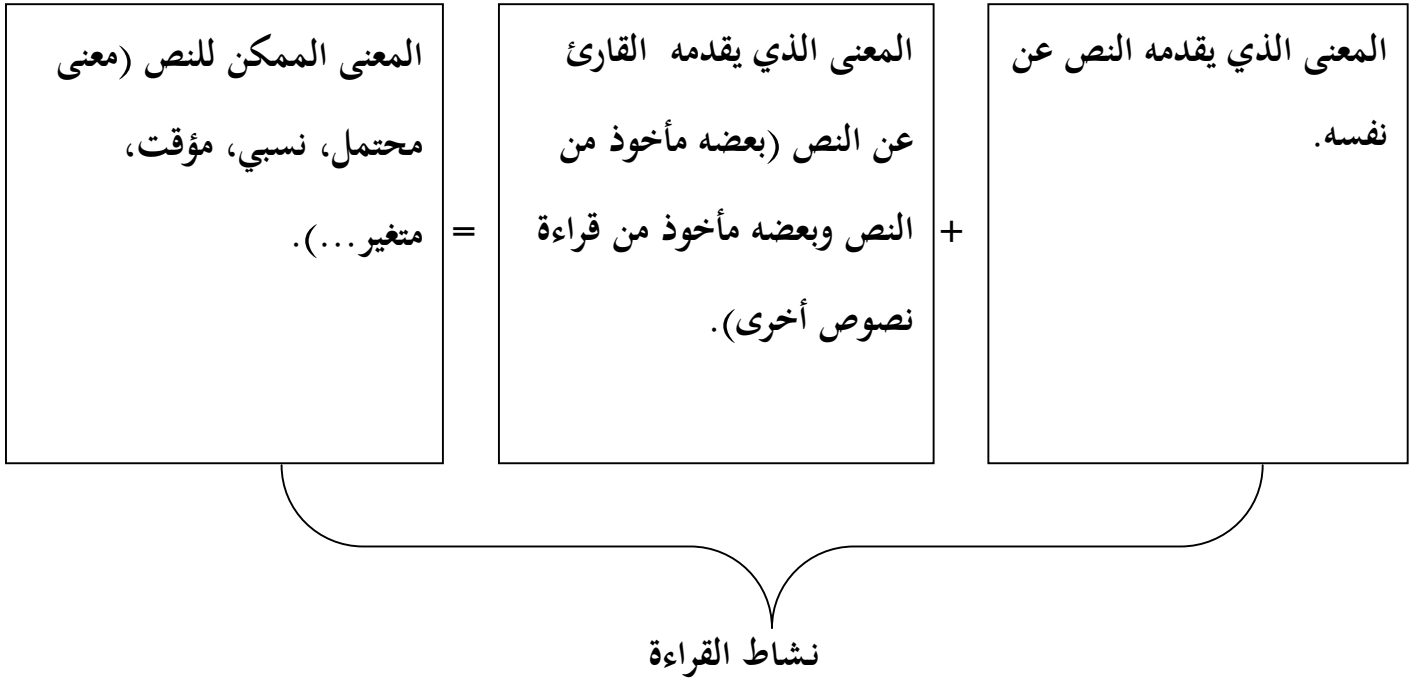 المعنى الذي يقدمه النص عن
نفسه.
+
المعنى الذي يقدمه القارئ
عن النص (بعضه مأخوذ من
النص وبعضه مأخوذ من قراءة
نصوص أخرى).
=
المعنى الممكن للنص (معنى
محتمل، نسبي، مؤقت،
متغير...).
نشاط القراءة